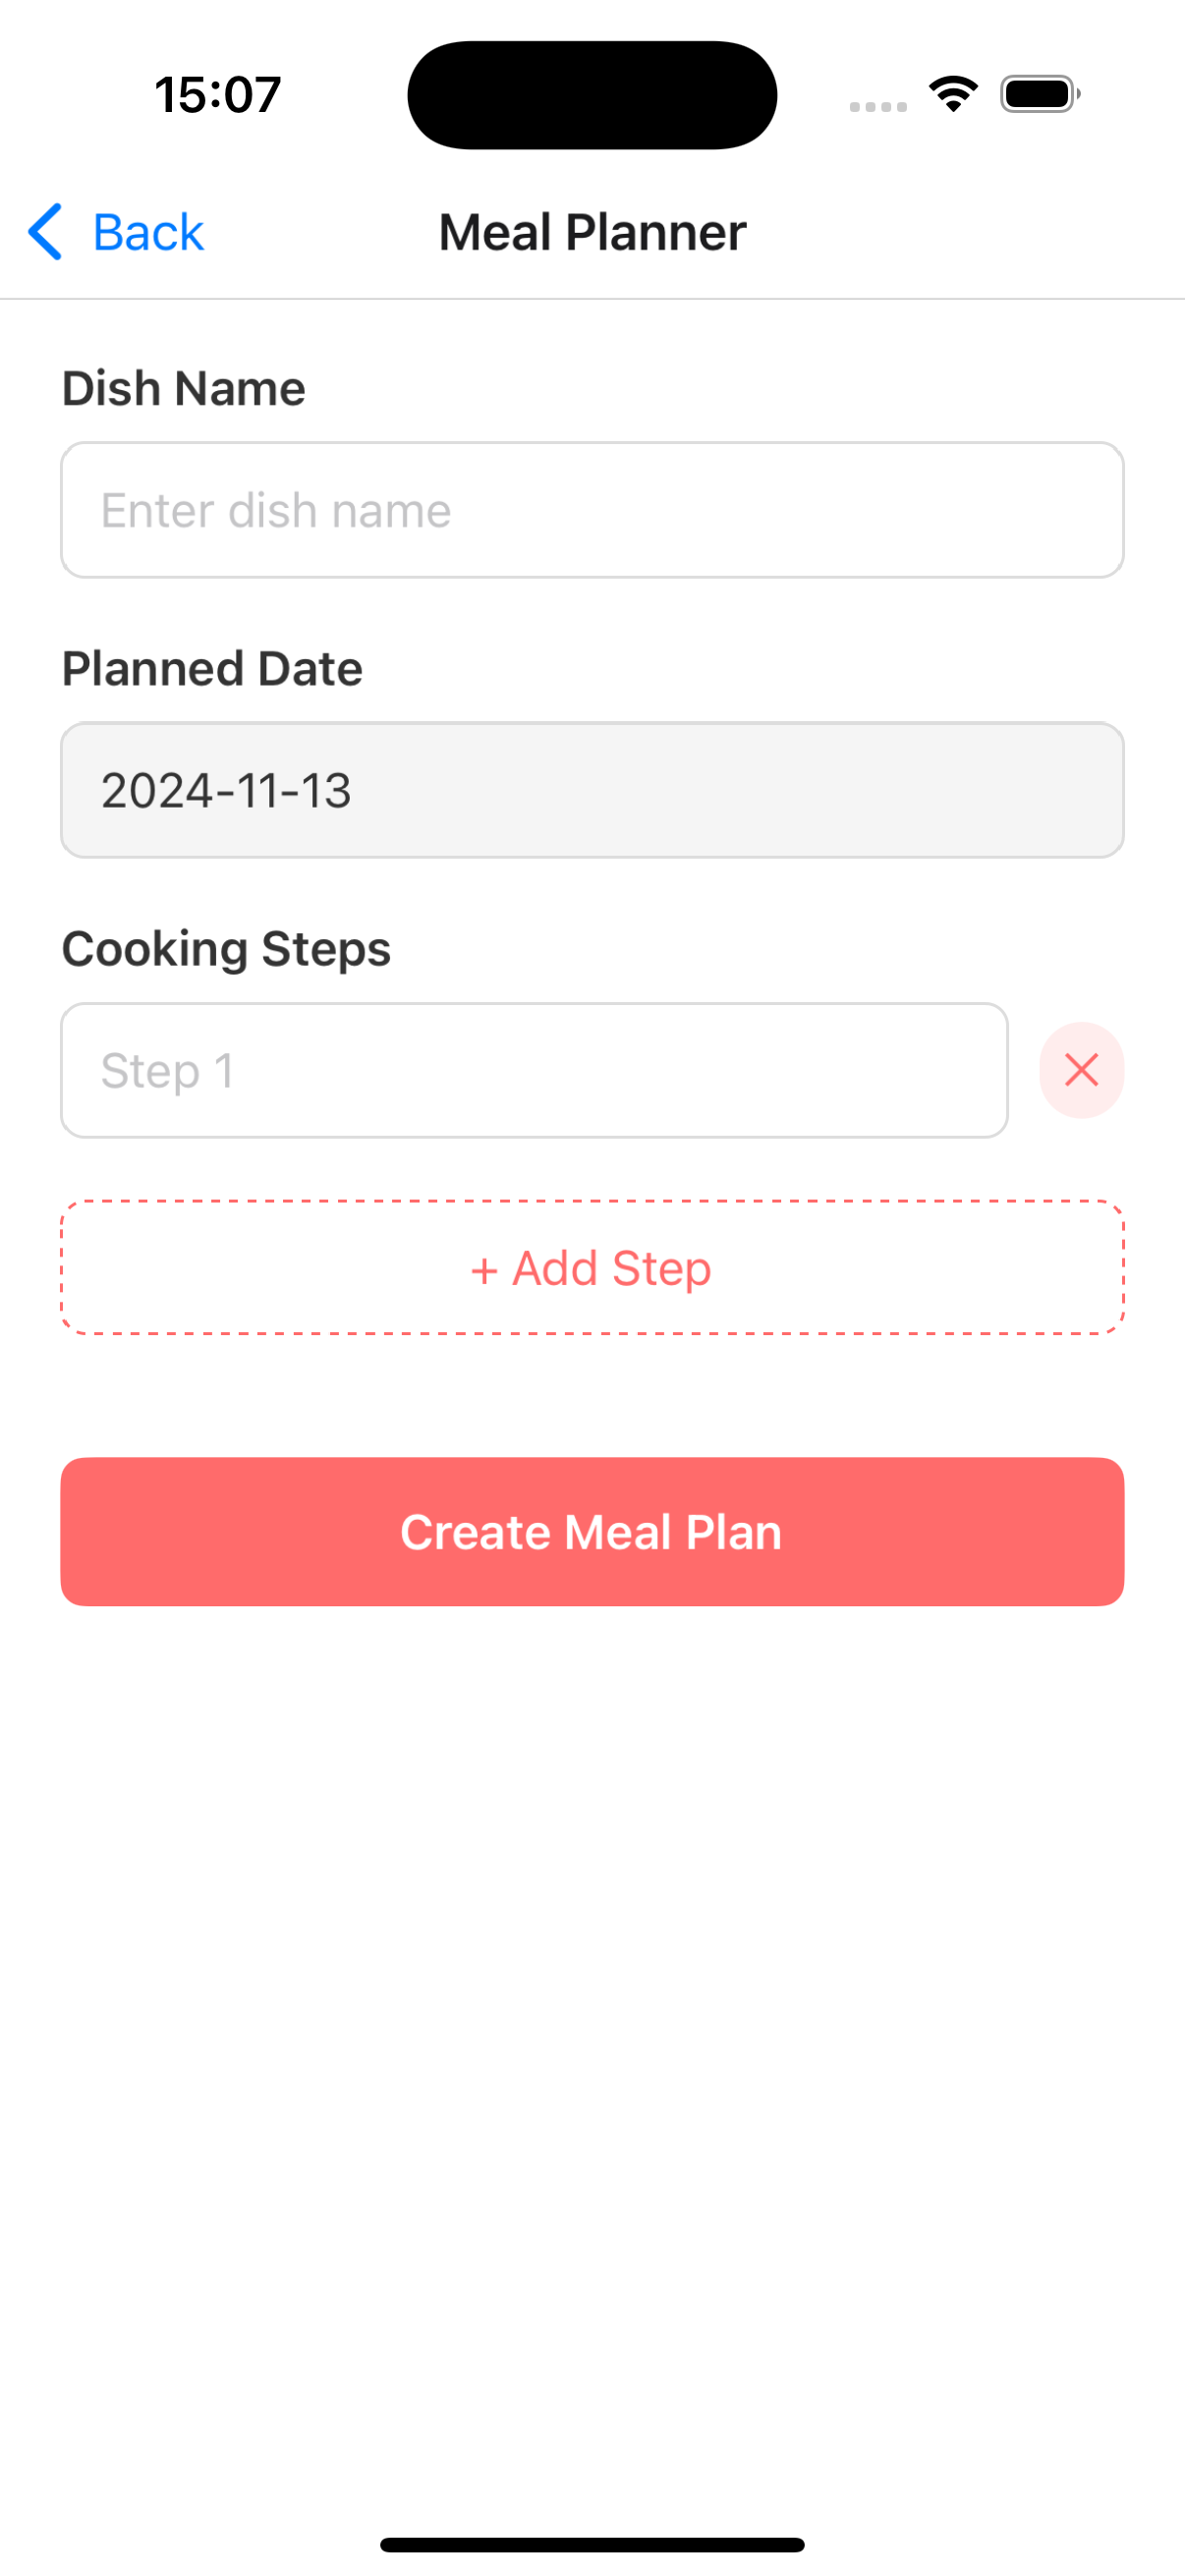 15:07
Back
Meal Planner
Dish Name
Enter dish name
Planned Date
2024-11-13
Cooking Steps
Step 1
+ Add Step
Create Meal Plan